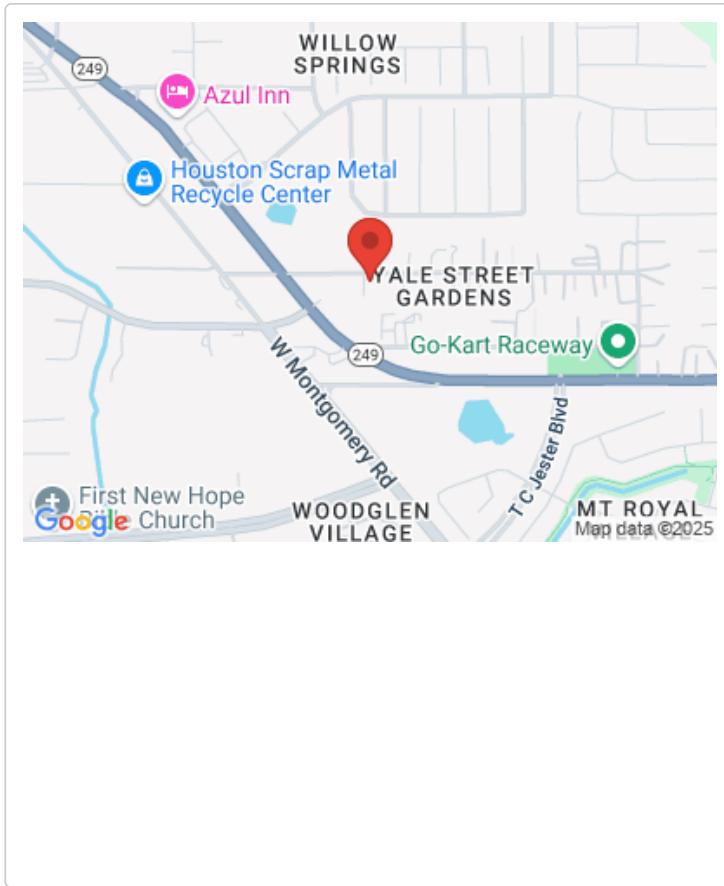 WILLOW
SPRINGS
249
Azul Inn
Houston Scrap Metal
Recycle Center
YALE STREET
GARDENS
Go-Kart Raceway
249
W Montgomery Rd
T C Jester Blvd
First New Hope
Church
Google
WOODGLEN
VILLAGE
MT ROYAL
Map data ©2025